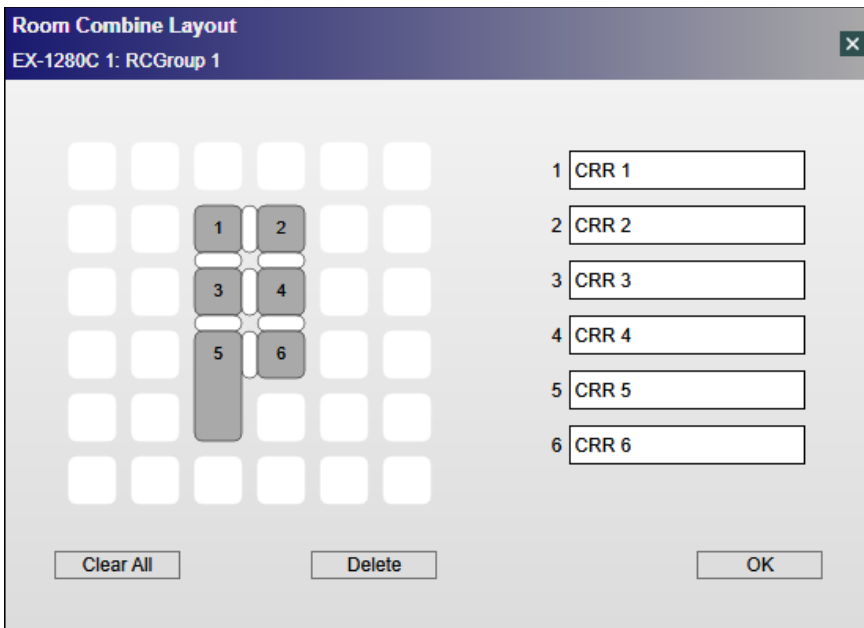 Room Combine Layout
EX-1280C 1: RCGroup 1
1 2
3 4
5 6
1 CRR 1
2 CRR 2
3 CRR 3
4 CRR 4
5 CRR 5
6 CRR 6
Clear All Delete OK